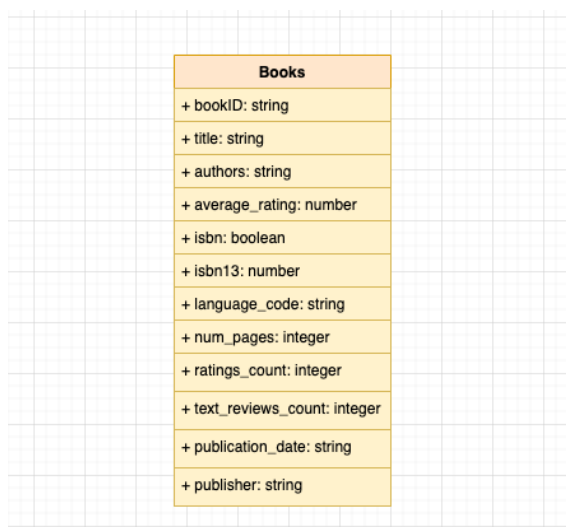 Books
+ bookID: string
+ title: string
+ authors: string
+ average_rating: number
+ isbn: boolean
+ isbn13: number
+ language_code: string
+ num_pages: integer
+ ratings_count: integer
+ text_reviews_count: integer
+ publication_date: string
+ publisher: string